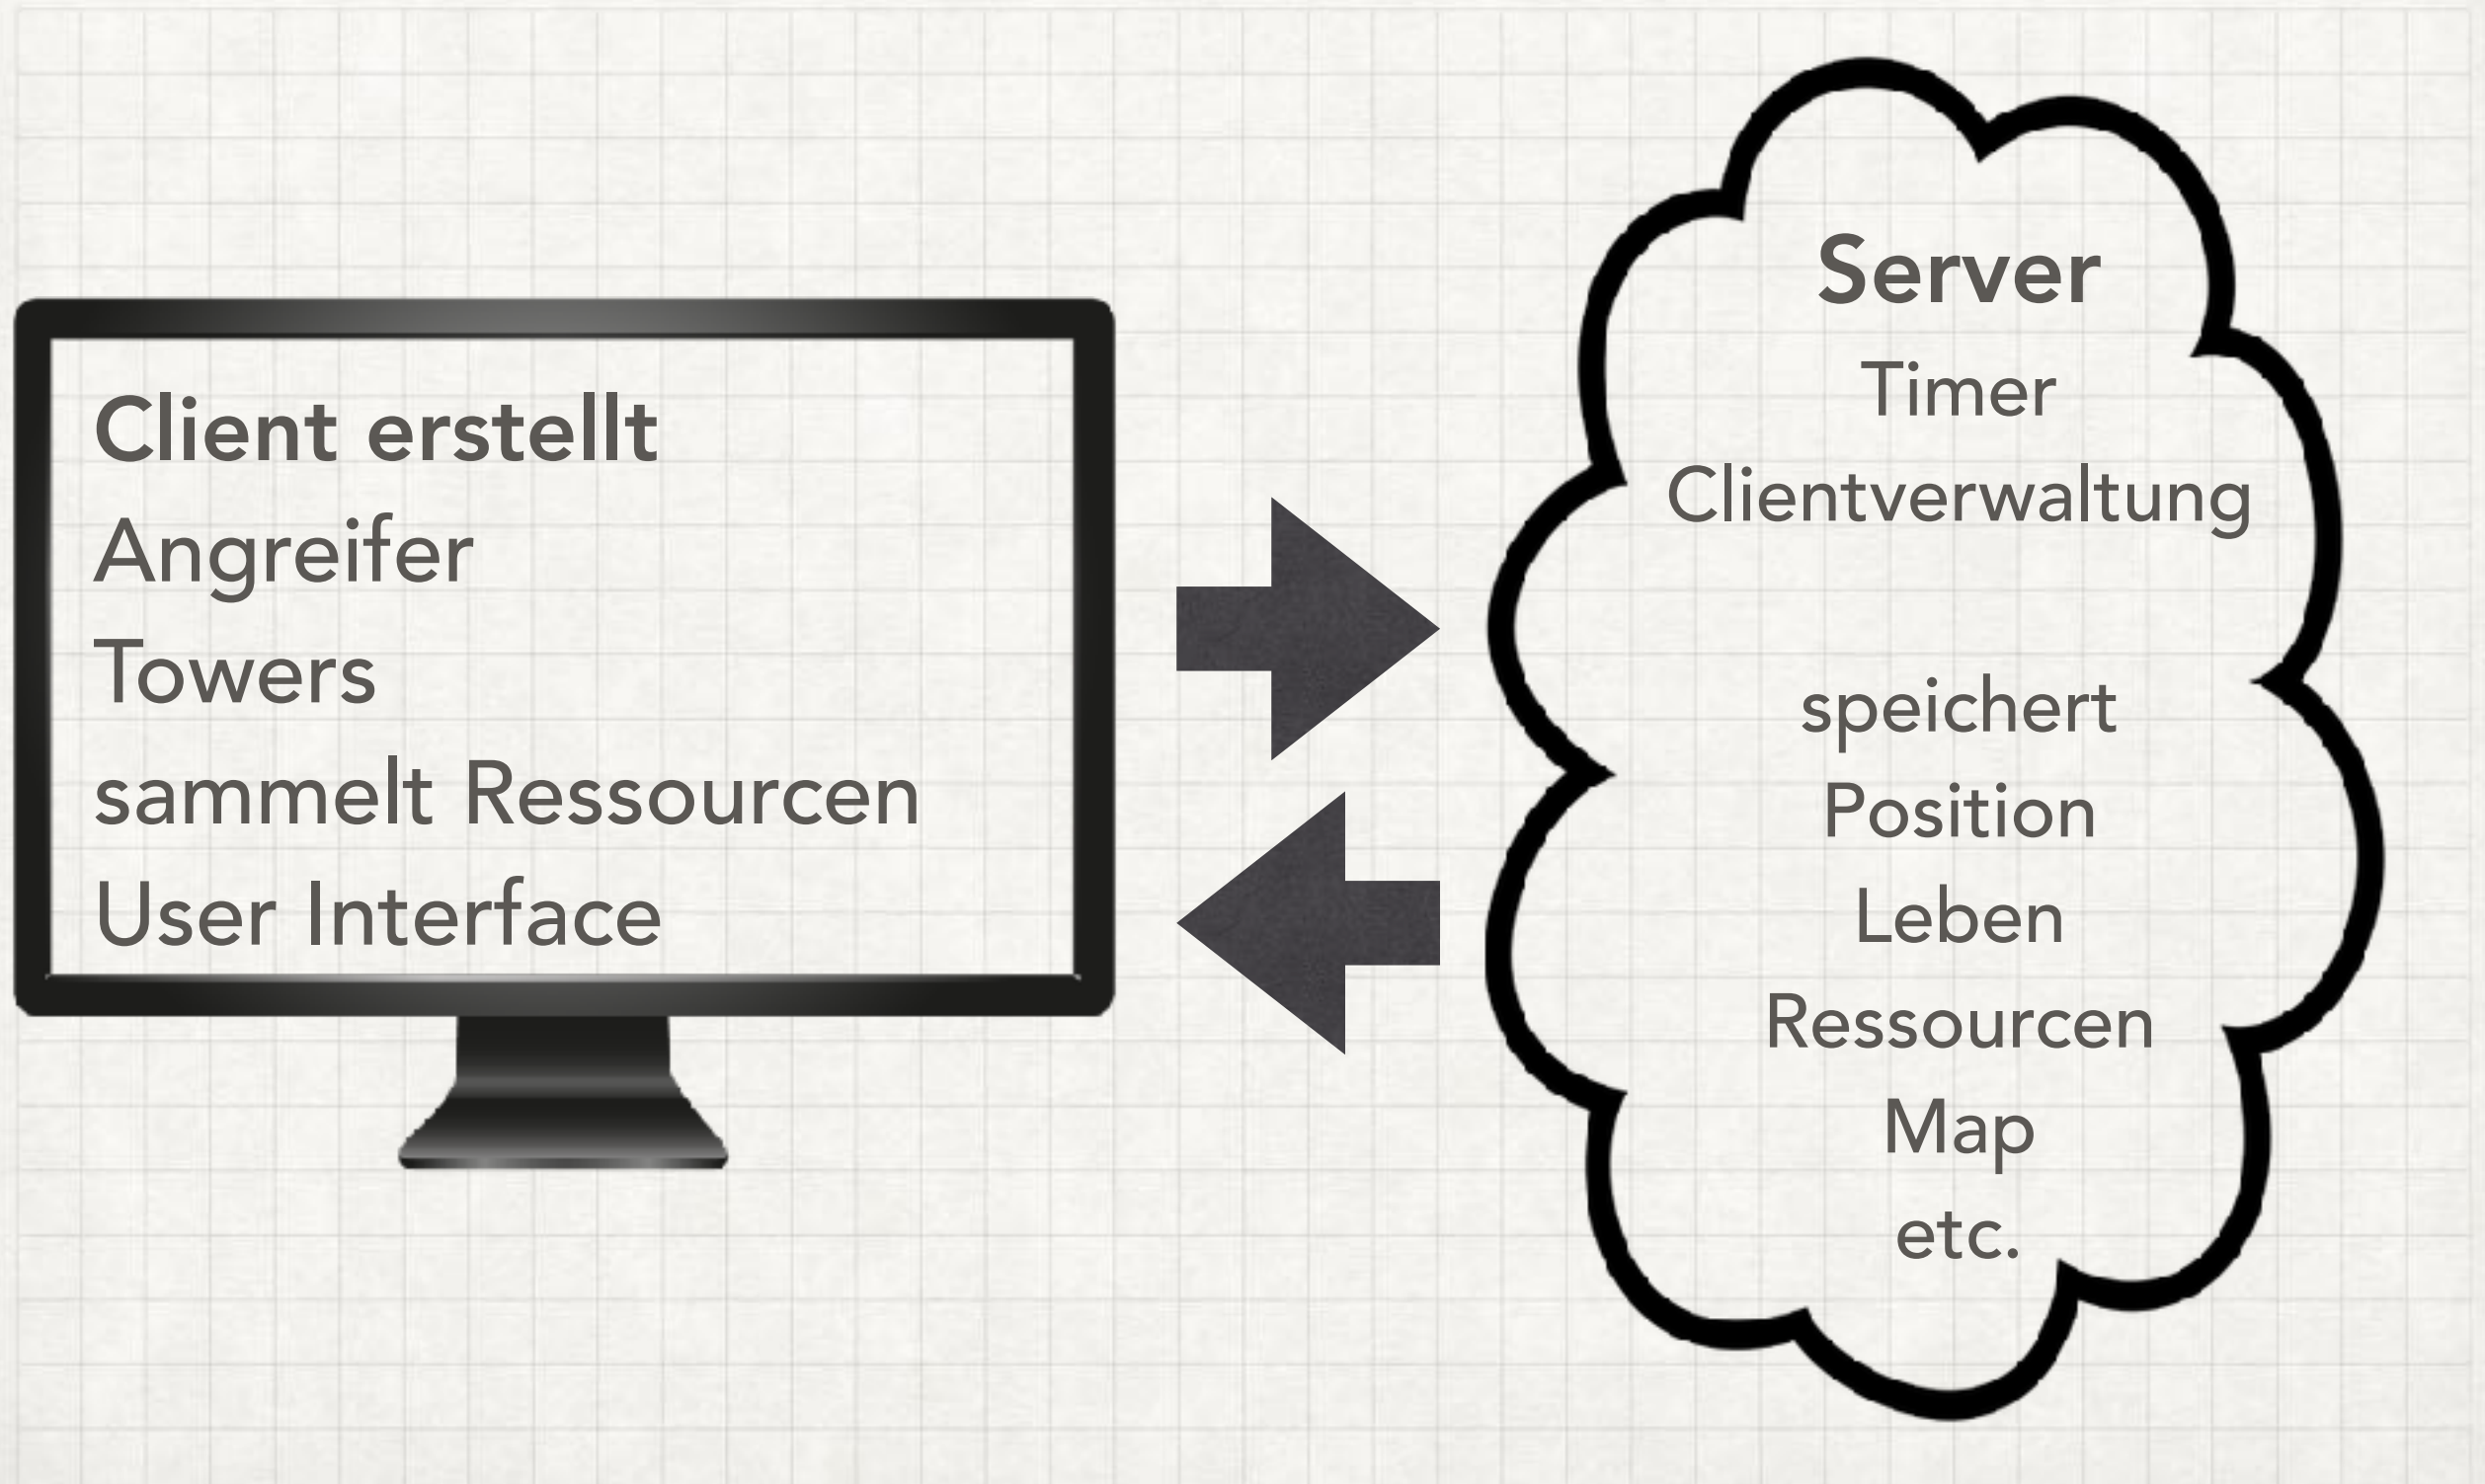 Client erstellt
Angreifer
Towers
sammelt Ressourcen
User Interface
Server
Timer
Clientverwaltung
speichert
Position
Leben
Ressourcen
Map
etc.